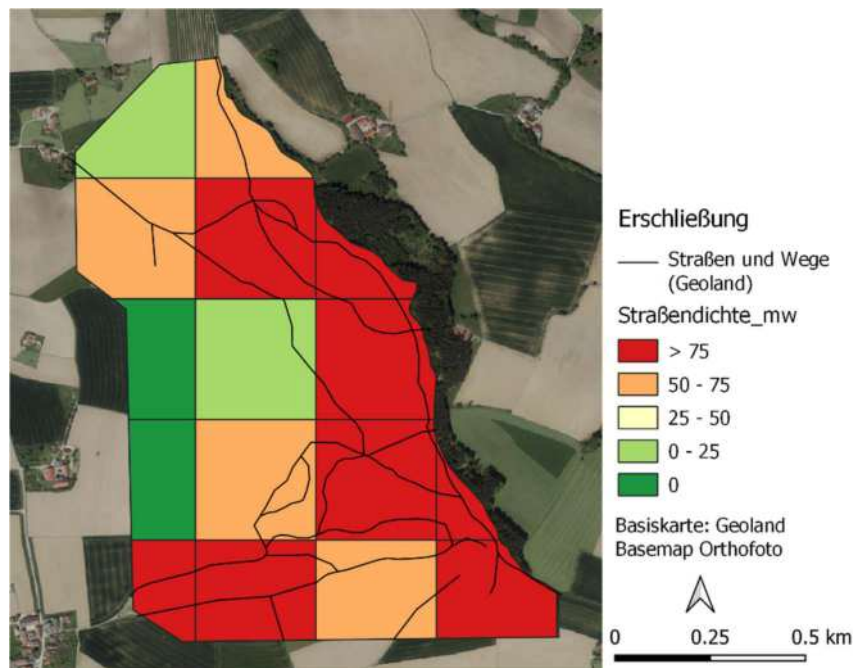 Erschließung
Straßen und Wege
(Geoland)
Straßendichte_mw
> 75
50 - 75
25 - 50
0 - 25
0
Basiskarte: Geoland
Basemap Orthofoto
0 0.25 0.5 km